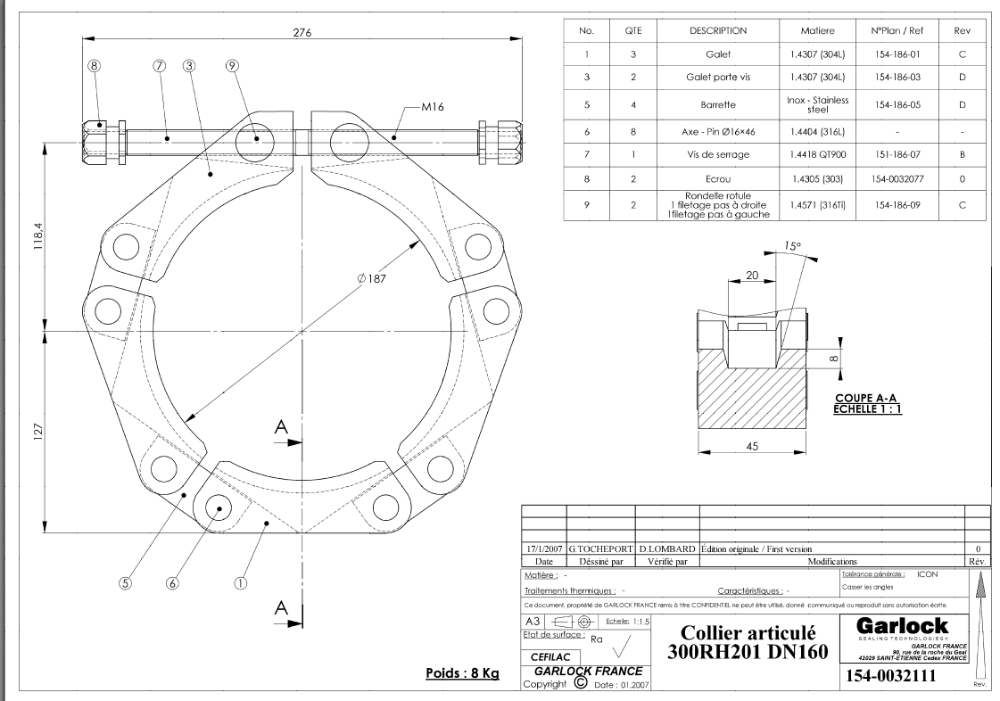 276
8
7
3
9
M16
118,4
Ø187
127
A
A
5
6
1
Poids : 8 Kg
No. QTE DESCRIPTION Matiere N°Plan / Ref Rev
1 3 Galet 1.4307 (304L) 154-186-01 C
3 2 Galet porte vis 1.4307 (304L) 154-186-03 D
5 4 Barrette Inox - Stainless steel 154-186-05 D
6 8 Axe - Pin Ø16×46 1.4404 (316L) - -
7 1 Vis de serrage 1.4418 QT900 151-186-07 B
8 2 Ecrou 1.4305 (303) 154-0032077 0
9 2 Rondelle rotule 1 filetage pas à droite 1filetage pas à gauche 1.4571 (316Ti) 154-186-09 C
15°
20
8
45
COUPE A-A
ECHELLE 1 : 1
17/1/2007 G.TOCHEPORT D.LOMBARD Édition originale / First version 0
Date Déssiné par Vérifié par Modifications Rév.
Matière : -
Tolérance générale : ICON
Casser les angles
Traitements thermiques : - Caractéristiques : -
Ce document, propriété de GARLOCK FRANCE remis à titre CONFIDENTIEL ne peut être utilisé, donné communiqué ou reproduit sans autorisation écrite.
A3 Echelle: 1:1.5
Etat de surface : Ra
CEFILAC
GARLOCK FRANCE
Copyright © Date : 01.2007
Collier articulé
300RH201 DN160
Garlock
SEALING TECHNOLOGIES®
GARLOCK FRANCE
90, rue de la roche du Geai
42029 SAINT-ETIENNE Cedex FRANCE
154-0032111
Rev.